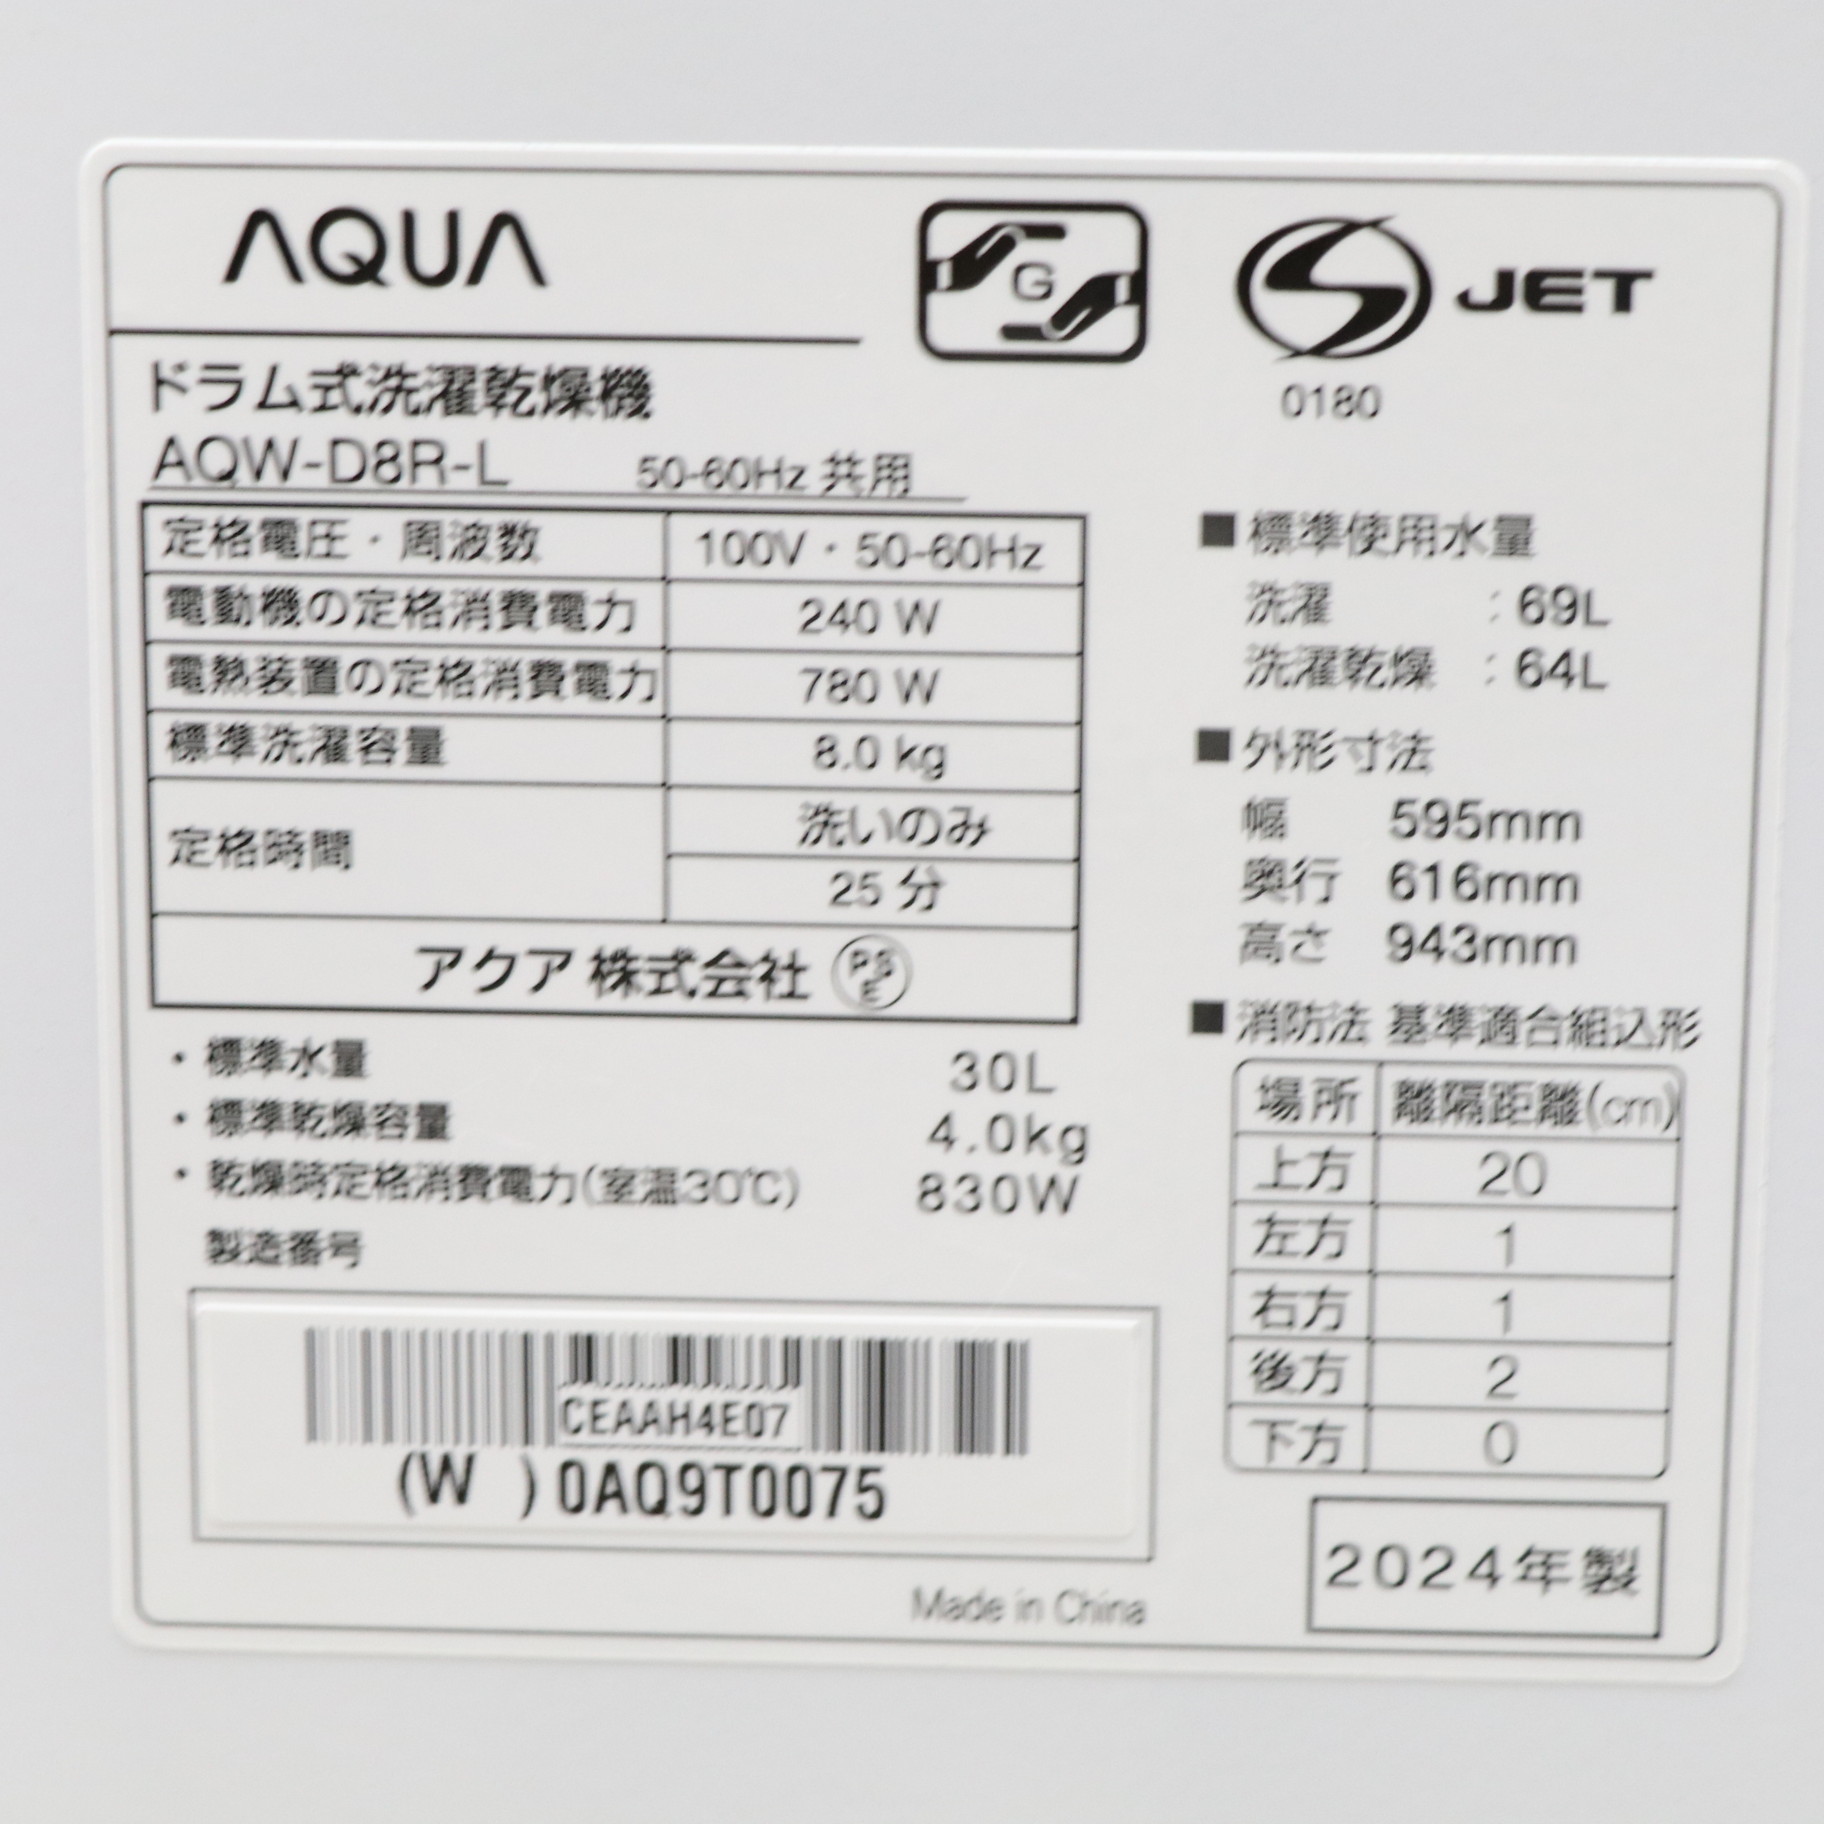 AQUA
G
JET
0180
ドラム式洗濯乾燥機
AQW-D8R-L 50-60Hz 共用
定格電圧・周波数 100V・50-60Hz
電動機の定格消費電力 240 W
電熱装置の定格消費電力 780 W
標準洗濯容量 8.0 kg
定格時間 洗いのみ
25 分
アクア 株式会社 PSE
・標準水量 30L
・標準乾燥容量 4.0kg
・乾燥時定格消費電力(室温30℃) 830W
製造番号
CEAAH4E07
(W ) 0AQ9T0075
Made in China
■標準使用水量
洗濯 : 69L
洗濯乾燥 : 64L
■外形寸法
幅 595mm
奥行 616mm
高さ 943mm
■消防法 基準適合組込形
場所 離隔距離(cm)
上方 20
左方 1
右方 1
後方 2
下方 0
2024年製